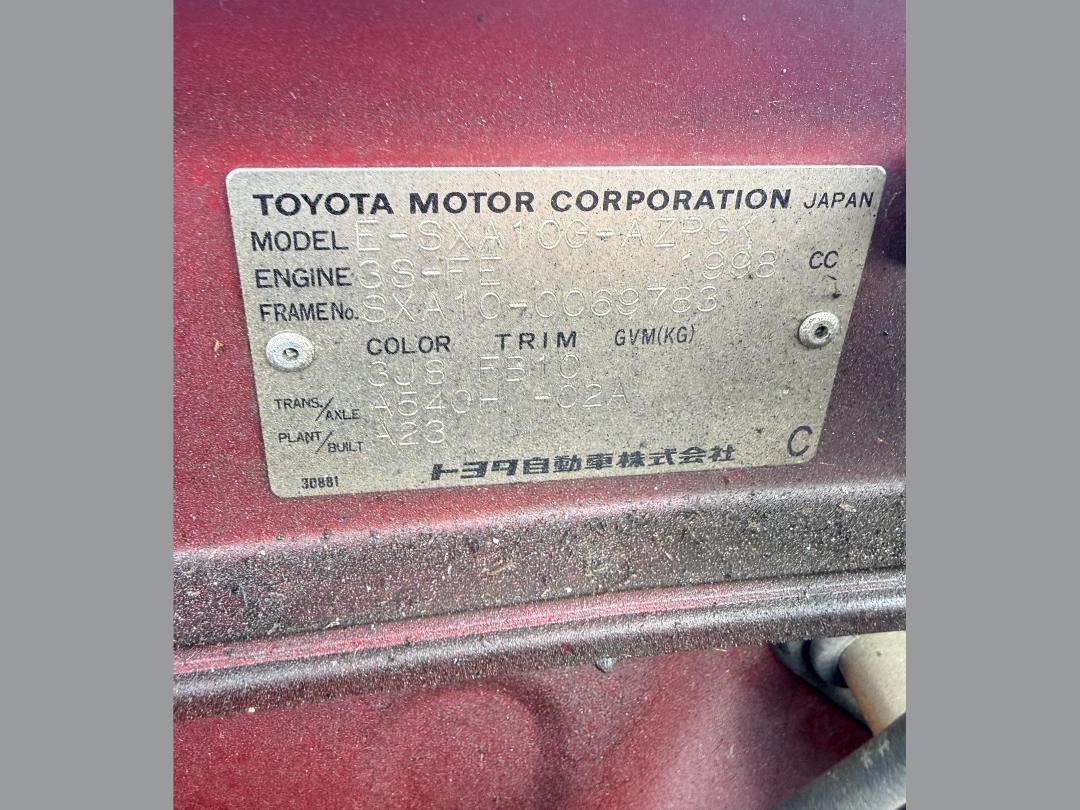 TOYOTA MOTOR CORPORATION JAPAN
MODEL E-SXA10G-AZPGK
ENGINE 3S-FE 1998 CC
FRAME No. SXA10-0069783
COLOR TRIM GVM(KG)
3J8 FB10
TRANS./AXLE A540H -02A
PLANT/BUILT A23
トヨタ自動車株式会社 C
30881